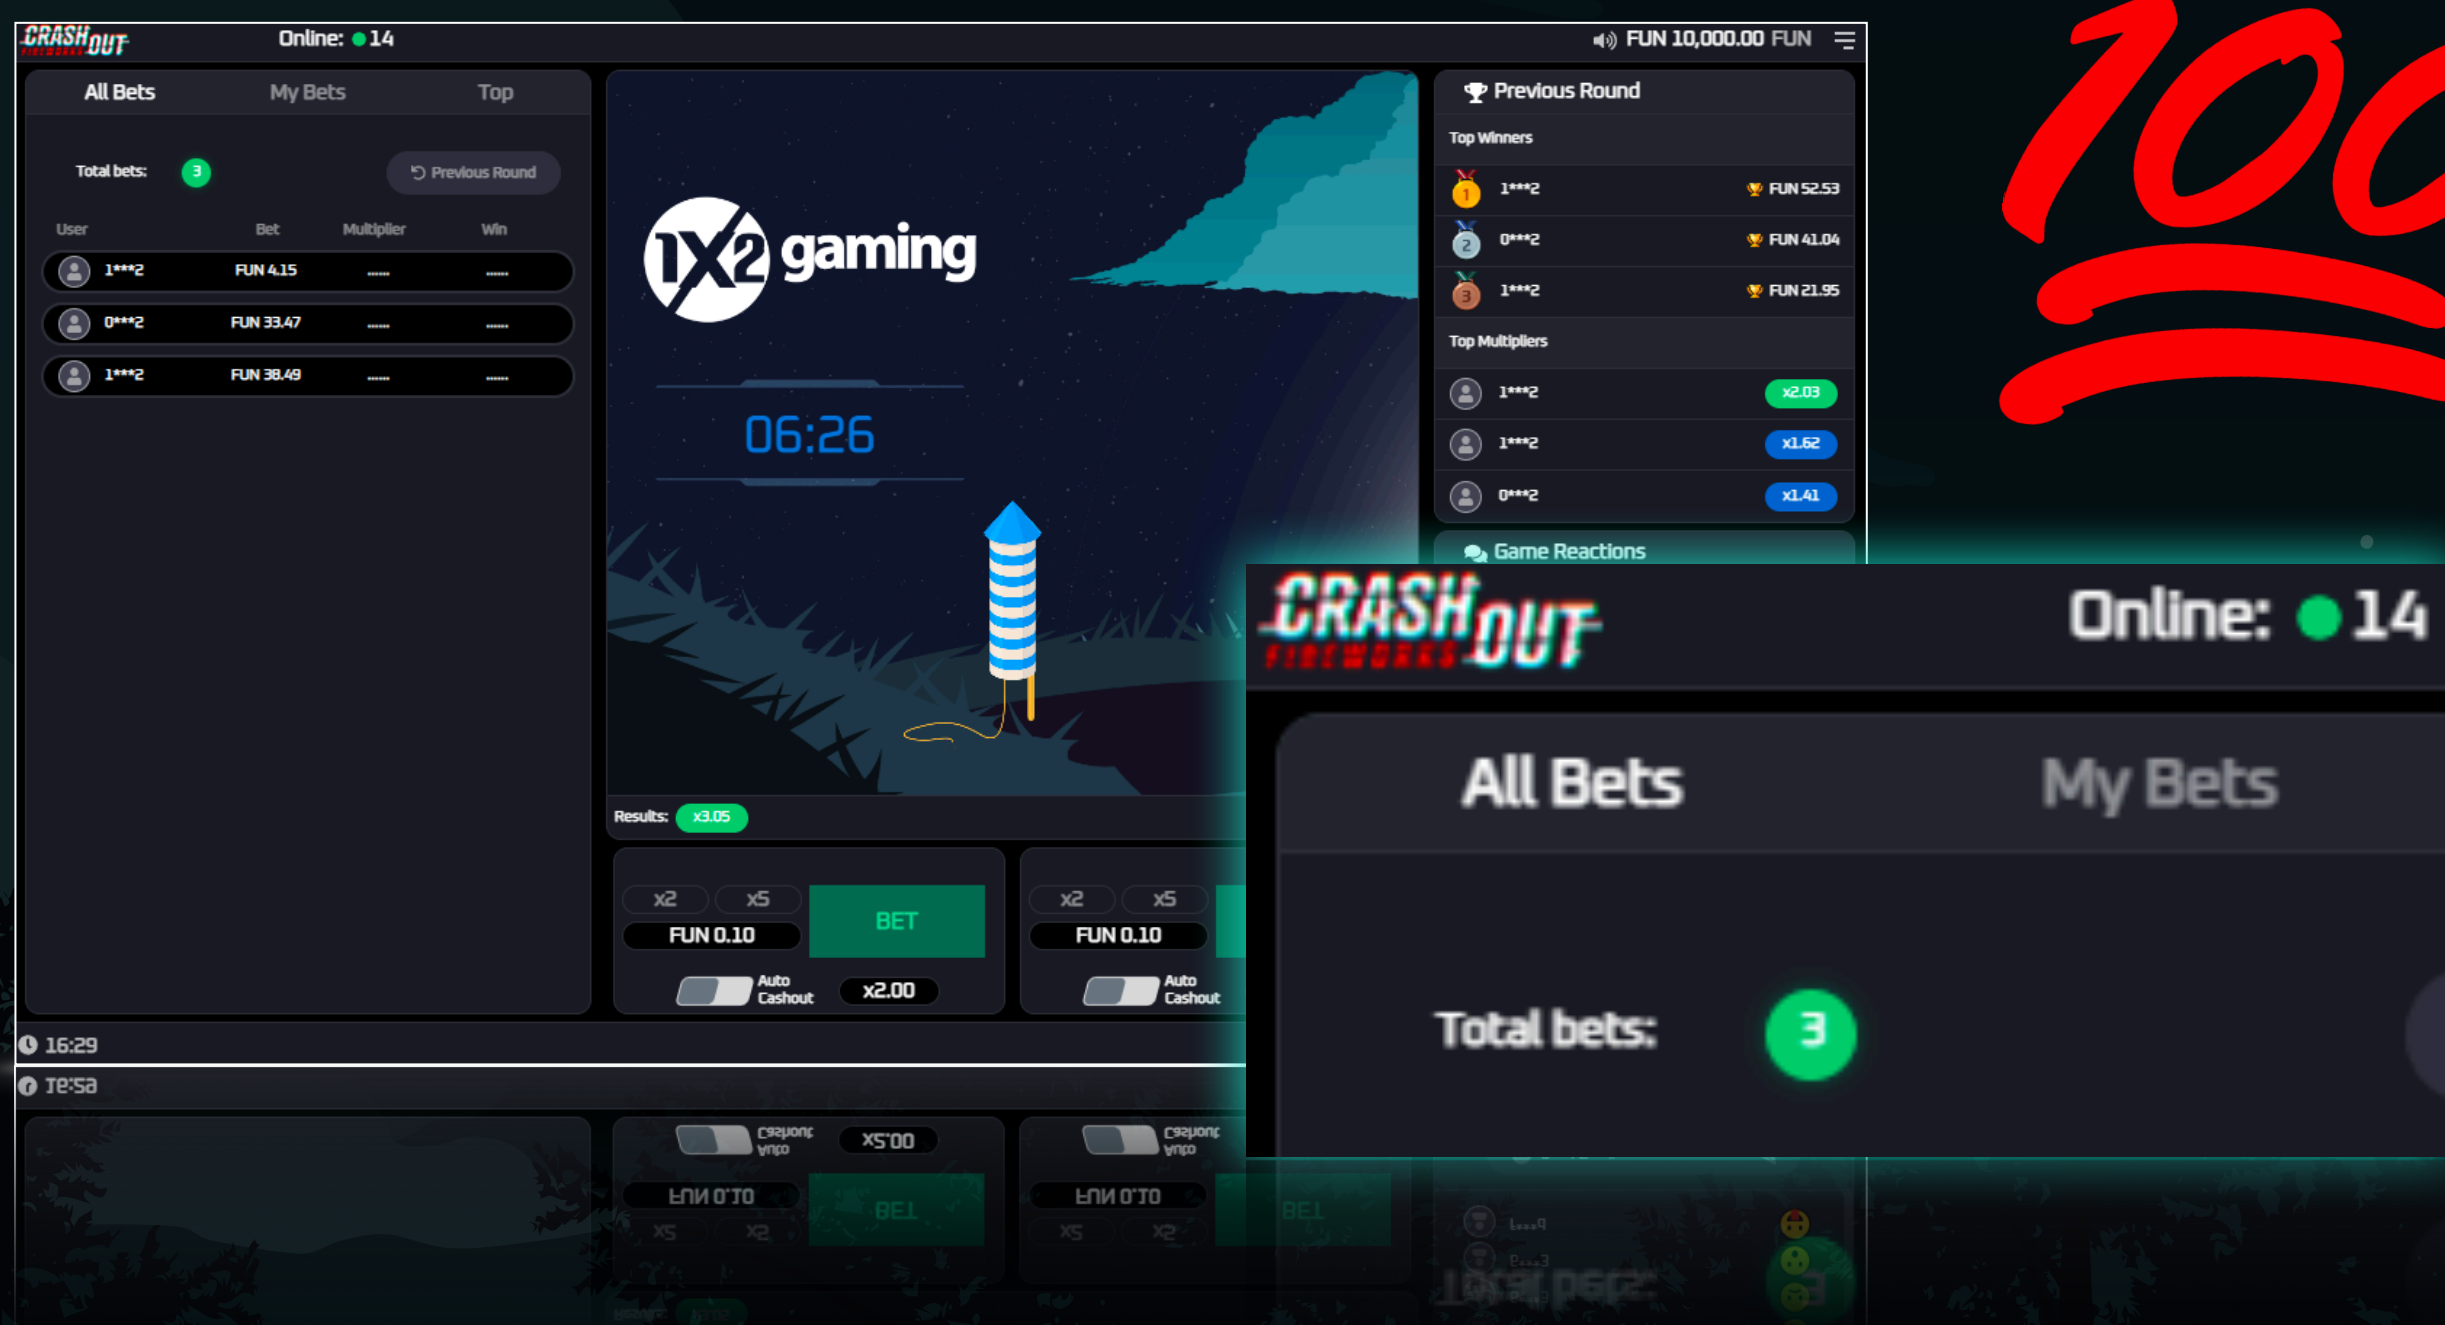 CRASH OUT
FIREWORKS
Online: 14
FUN 10,000.00 FUN
All Bets My Bets Top
Total bets: 3 Previous Round
User Bet Multiplier Win
1***2 FUN 4.15 ...... ......
0***2 FUN 33.47 ...... ......
1***2 FUN 38.49 ...... ......
1X2 gaming
06:26
Results: x3.05
x2 x5
FUN 0.10
BET
Auto
Cashout
x2.00
x2 x5
FUN 0.10
Auto
Cashout
16:29
Previous Round
Top Winners
1 1***2 FUN 52.53
2 0***2 FUN 41.04
3 1***2 FUN 21.95
Top Multipliers
1***2 x2.03
1***2 x1.62
0***2 x1.41
Game Reactions
100
CRASH OUT
FIREWORKS
Online: 14
All Bets My Bets
Total bets: 3